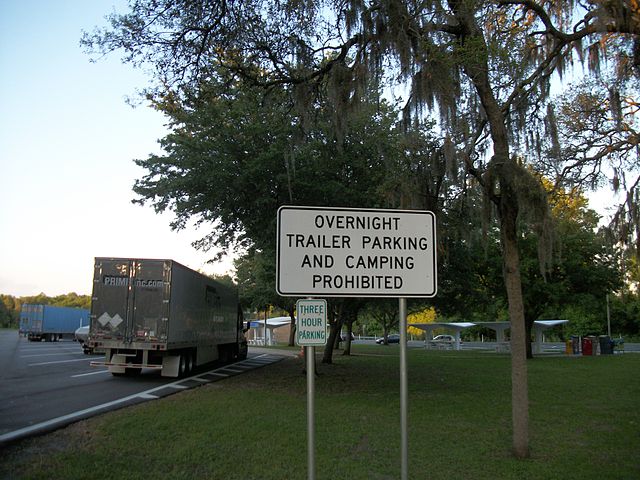 OVERNIGHT
TRAILER PARKING
AND CAMPING
PROHIBITED
THREE
HOUR
PARKING
PRIMEinc.com